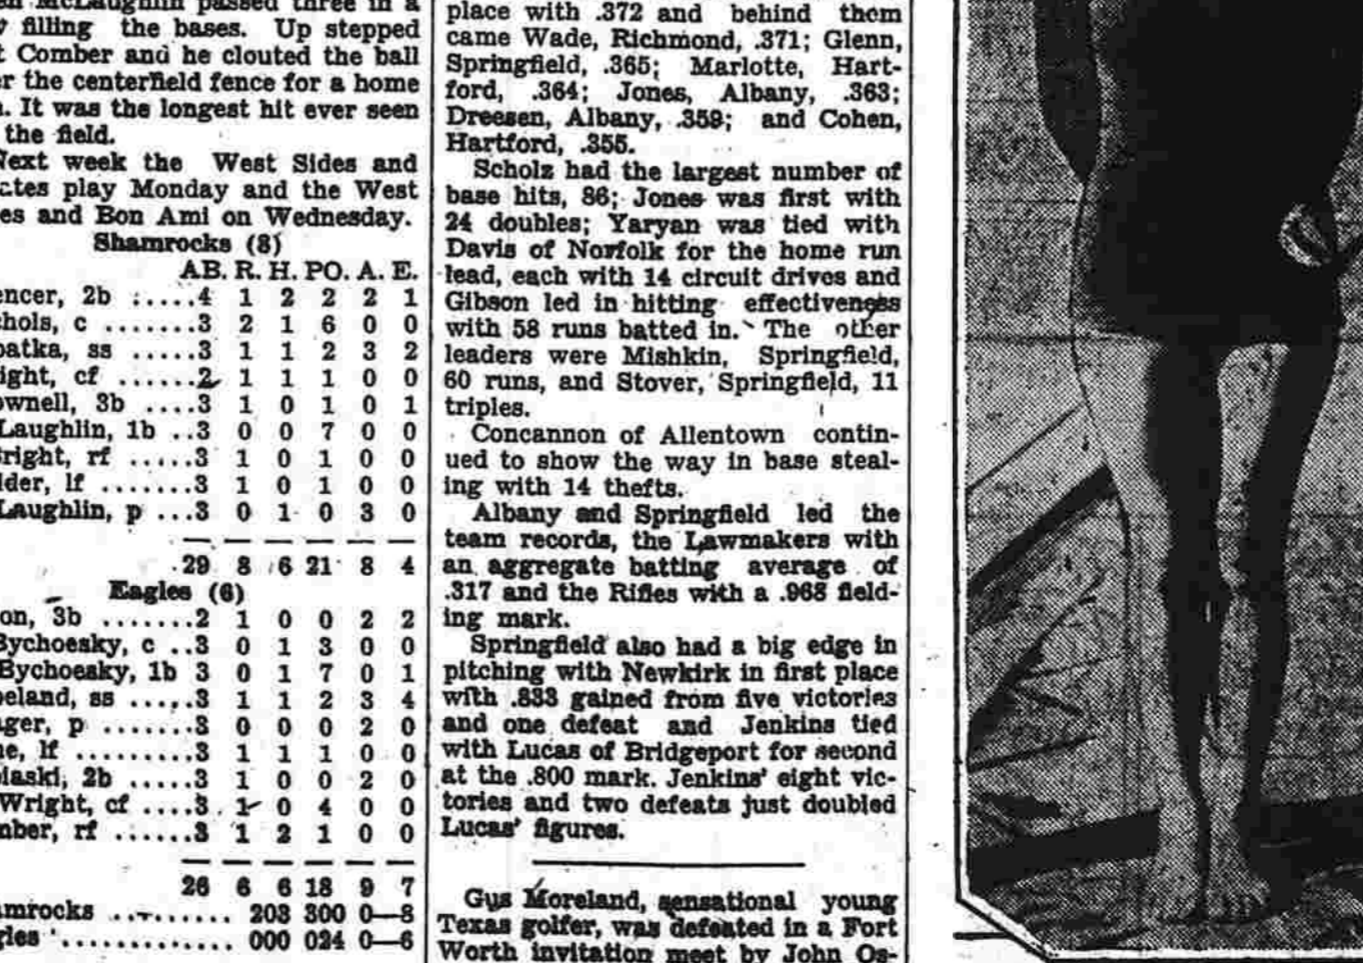 McLaughlin passed three in a
filling the bases. Up stepped
Comber and he clouted the ball
the centerfield fence for a home
It was the longest hit ever seen
the field.
Next week the West Sides and
play Monday and the West
and Bon Ami on Wednesday.
Shamrocks (8)
AB. R. H. PO. A. E.
encer, 2b .....4 1 2 2 2 1
chols, c .......3 2 1 6 0 0
patka, ss .....3 1 1 2 3 2
ight, cf ......2 1 1 1 0 0
ownell, 3b ....3 1 0 1 0 1
Laughlin, 1b ..3 0 0 7 0 0
right, rf .....3 1 0 1 0 0
lder, lf .......3 1 0 1 0 0
Laughlin, p ...3 0 1 0 3 0
29 8 6 21 8 4
Eagles (6)
on, 3b .......2 1 0 0 2 2
Bychoesky, c ..3 0 1 3 0 0
Bychoesky, 1b 3 0 1 7 0 1
eland, ss .....3 1 1 2 3 4
ager, p .......3 0 0 0 2 0
ne, lf .........3 1 1 1 0 0
laski, 2b .....3 1 0 0 2 0
Wright, cf ....3 1 0 4 0 0
mber, rf ......3 1 2 1 0 0
26 6 6 18 9 7
amrocks .......... 203 300 0—8
gles ............. 000 024 0—6
place with .372 and behind them
came Wade, Richmond, .371; Glenn,
Springfield, .365; Marlotte, Hart-
ford, .364; Jones, Albany, .363;
Dreesen, Albany, .359; and Cohen,
Hartford, .355.
Scholz had the largest number of
base hits, 86; Jones was first with
24 doubles; Yaryan was tied with
Davis of Norfolk for the home run
lead, each with 14 circuit drives and
Gibson led in hitting effectiveness
with 58 runs batted in. The other
leaders were Mishkin, Springfield,
60 runs, and Stover, Springfield, 11
triples.
Concannon of Allentown contin-
ued to show the way in base steal-
ing with 14 thefts.
Albany and Springfield led the
team records, the Lawmakers with
an aggregate batting average of
.317 and the Rifles with a .968 field-
ing mark.
Springfield also had a big edge in
pitching with Newkirk in first place
with .833 gained from five victories
and one defeat and Jenkins tied
with Lucas of Bridgeport for second
at the .800 mark. Jenkins' eight vic-
tories and two defeats just doubled
Lucas' figures.
Gus Moreland, sensational young
Texas golfer, was defeated in a Fort
Worth invitation meet by John Os-